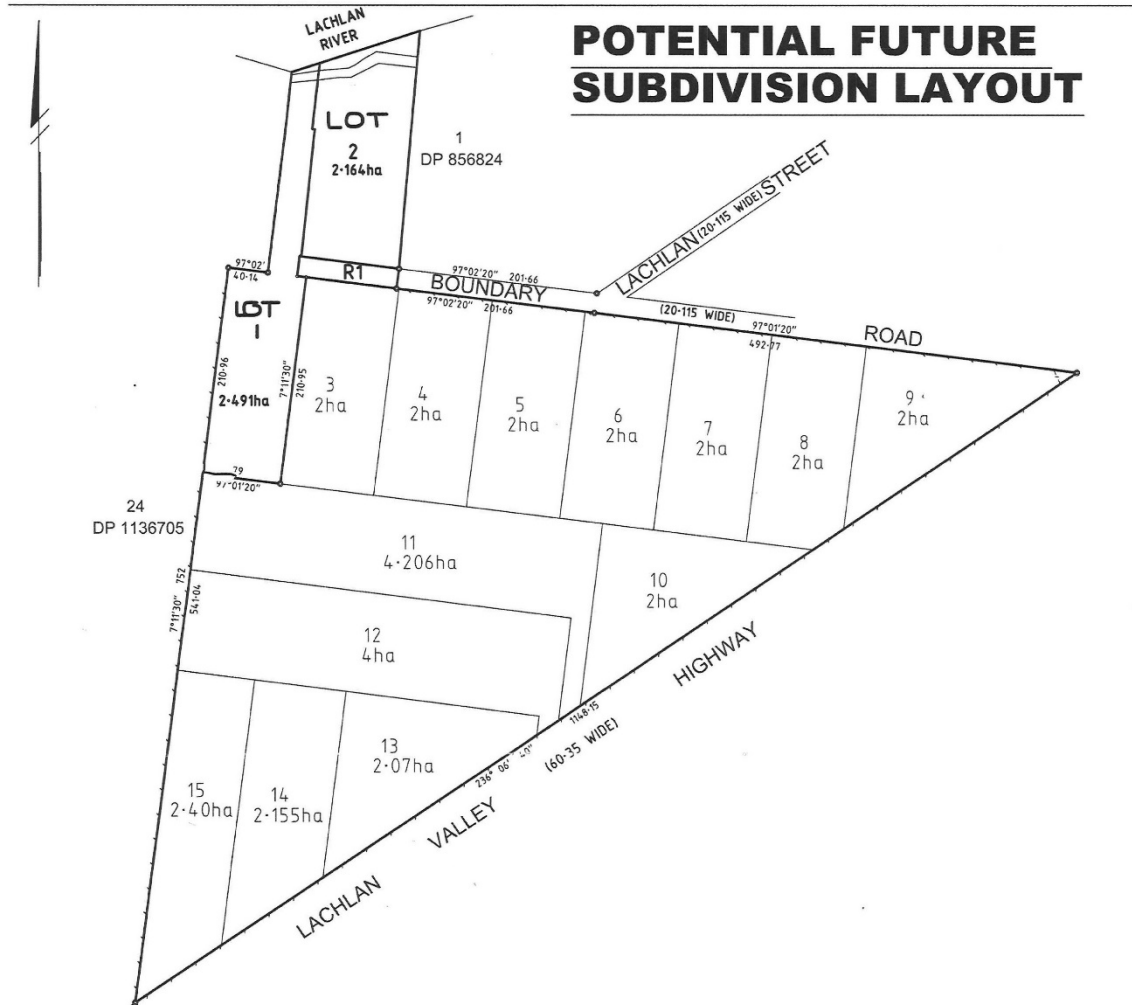 POTENTIAL FUTURE
SUBDIVISION LAYOUT
LACHLAN
RIVER
LOT
2
2·164ha
1
DP 856824
LACHLAN (20·115 WIDE) STREET
97°02'
40·14
R1
97°02'20" 201·66
BOUNDARY
97°02'20" 201·66
(20·115 WIDE)
97°01'20"
492·77
ROAD
LOT
1
2·491ha
210·96
7°11'30"
210·95
79
97°01'20"
3
2ha
4
2ha
5
2ha
6
2ha
7
2ha
8
2ha
9
2ha
24
DP 1136705
752
7°11'30"
541·04
11
4·206ha
10
2ha
12
4ha
13
2·07ha
14
2·155ha
15
2·40ha
236° 06' 40"
1148·15
(60·35 WIDE)
LACHLAN
VALLEY
HIGHWAY